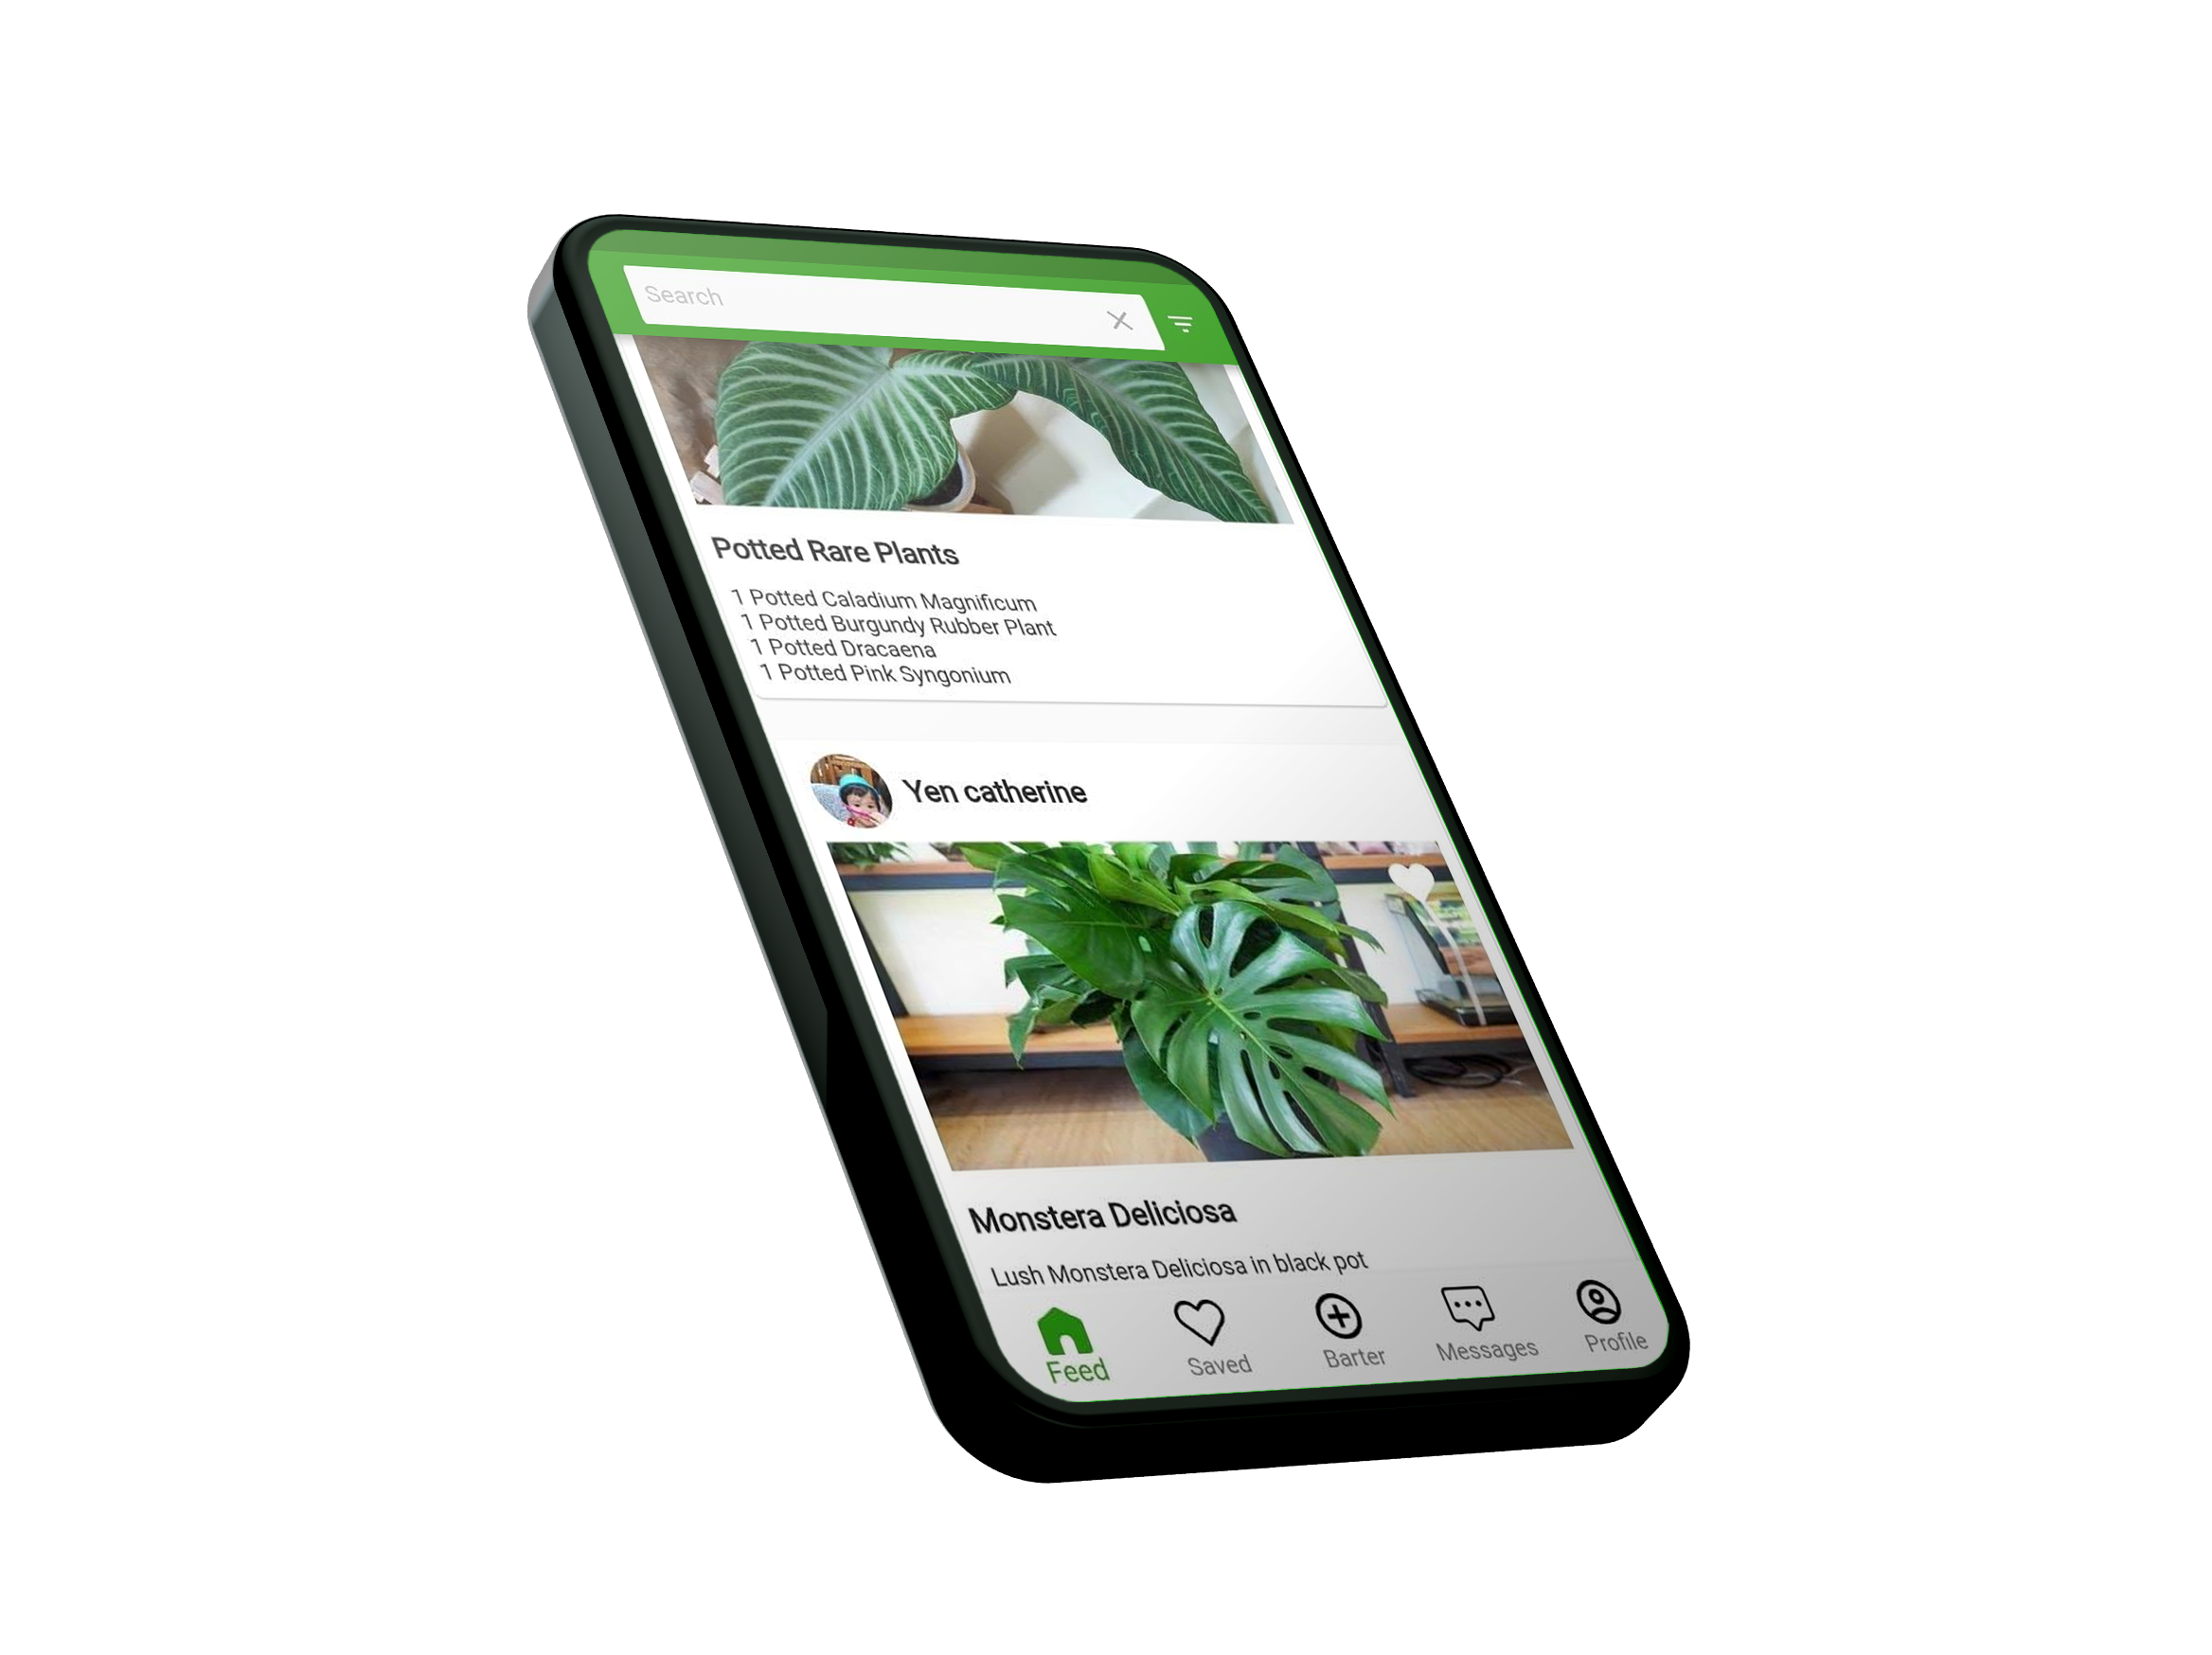 Search
Potted Rare Plants
1 Potted Caladium Magnificum
1 Potted Burgundy Rubber Plant
1 Potted Dracaena
1 Potted Pink Syngonium
Yen catherine
Monstera Deliciosa
Lush Monstera Deliciosa in black pot
Feed
Saved
Barter
Messages
Profile